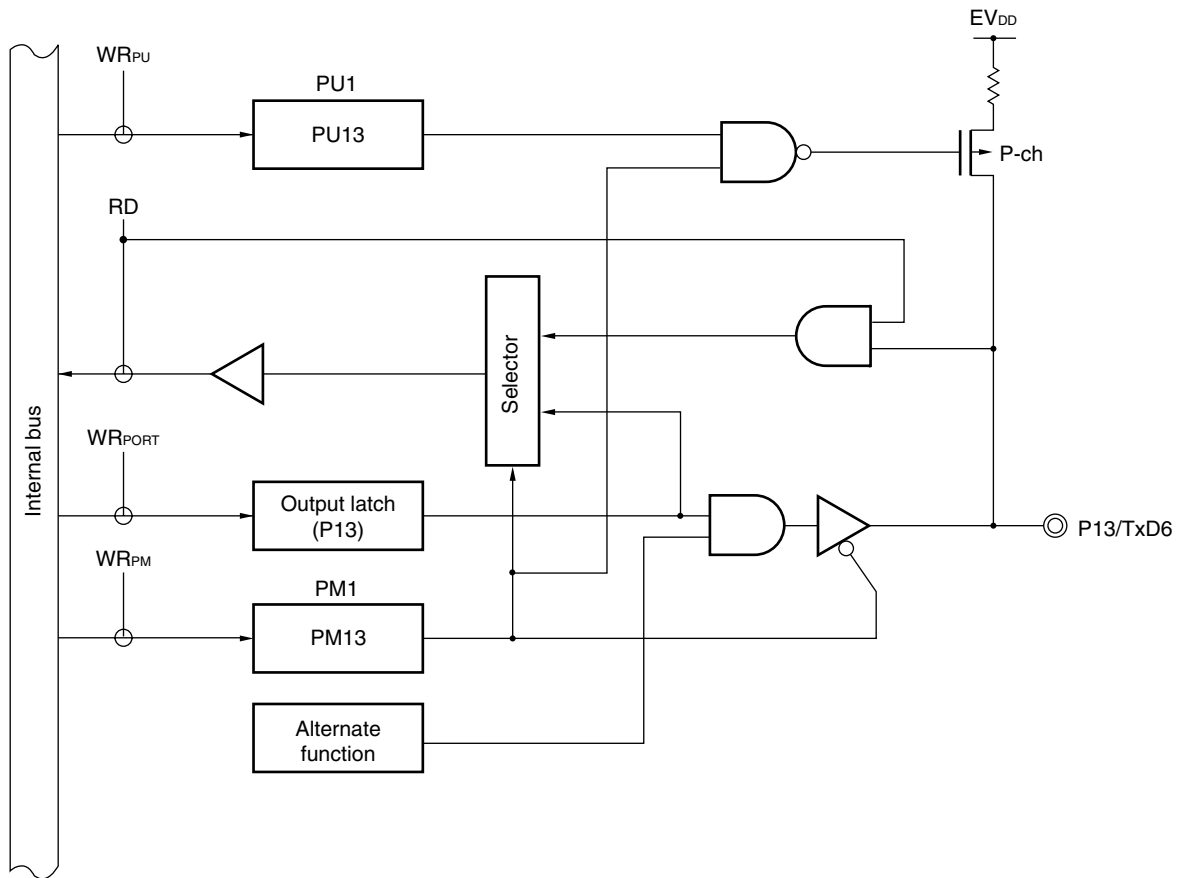 EVDD
WRPU
PU1
PU13
P-ch
RD
Selector
Internal bus
WRPORT
Output latch
(P13)
P13/TxD6
WRPM
PM1
PM13
Alternate
function